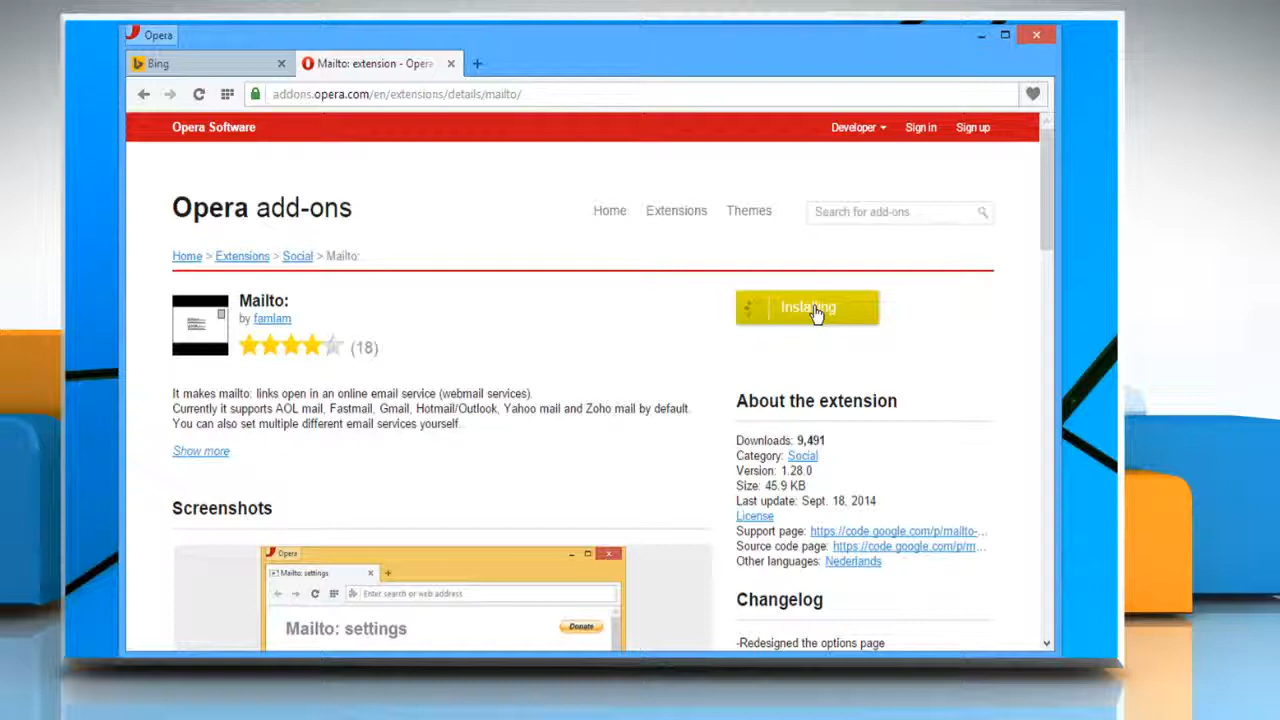 Opera
Bing
Mailto: extension - Opera
addons.opera.com/en/extensions/details/mailto/
Opera Software
Developer
Sign in
Sign up
Opera add-ons
Home
Extensions
Themes
Search for add-ons
Home > Extensions > Social > Mailto:
Mailto:
by famlam
(18)
Installing
It makes mailto: links open in an online email service (webmail services).
Currently it supports AOL mail, Fastmail, Gmail, Hotmail/Outlook, Yahoo mail and Zoho mail by default.
You can also set multiple different email services yourself.
Show more
About the extension
Downloads: 9,491
Category: Social
Version: 1.28.0
Size: 45.9 KB
Last update: Sept. 18, 2014
License
Support page: https://code.google.com/p/mailto-...
Source code page: https://code.google.com/p/m...
Other languages: Nederlands
Screenshots
Opera
Mailto: settings
Enter search or web address
Mailto: settings
Donate
Changelog
-Redesigned the options page